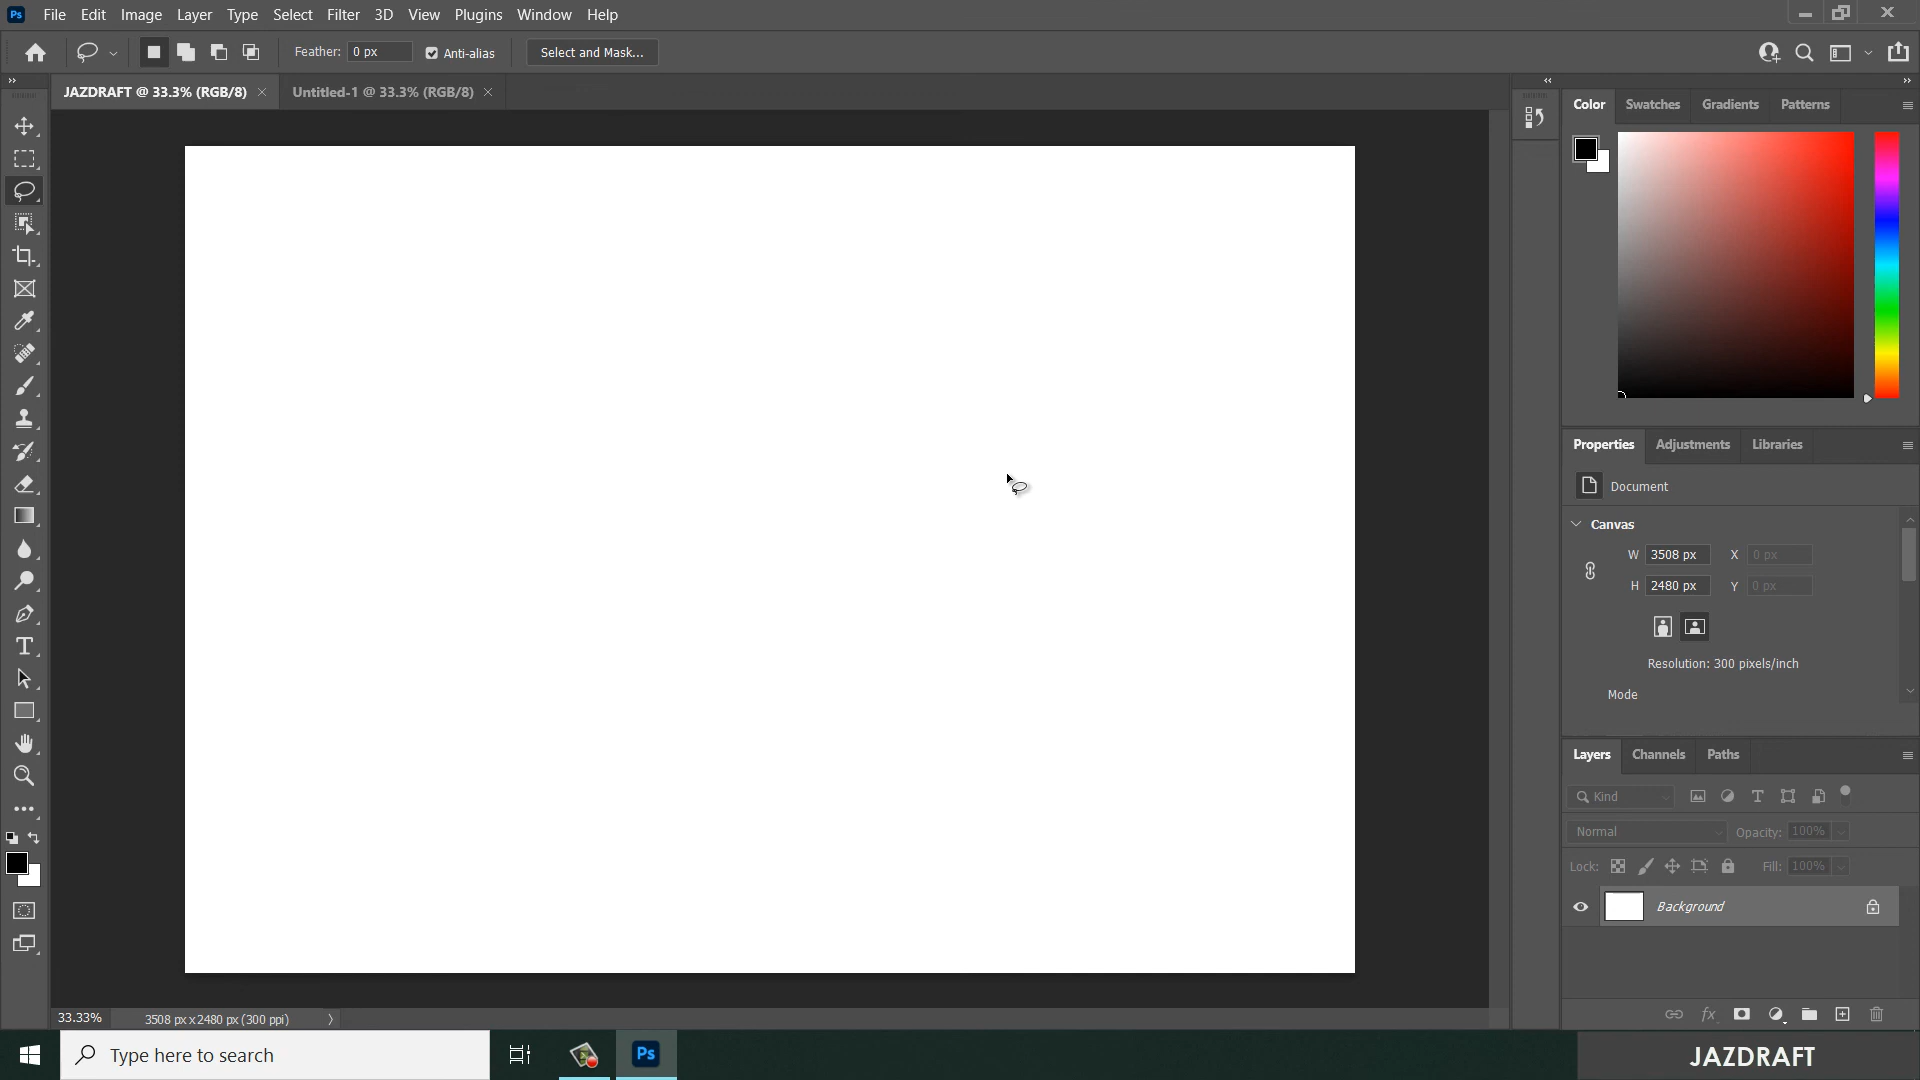 Ps File Edit Image Layer Type Select Filter 3D View Plugins Window Help
Feather: 0 px Anti-alias Select and Mask...
JAZDRAFT @ 33.3% (RGB/8) Untitled-1 @ 33.3% (RGB/8)
Color Swatches Gradients Patterns
Properties Adjustments Libraries
Document
Canvas
W 3508 px X 0 px
H 2480 px Y 0 px
Resolution: 300 pixels/inch
Mode
Layers Channels Paths
Kind
Normal Opacity: 100%
Lock: Fill: 100%
Background
fx
33.33% 3508 px x 2480 px (300 ppi)
Type here to search
Ps
JAZDRAFT